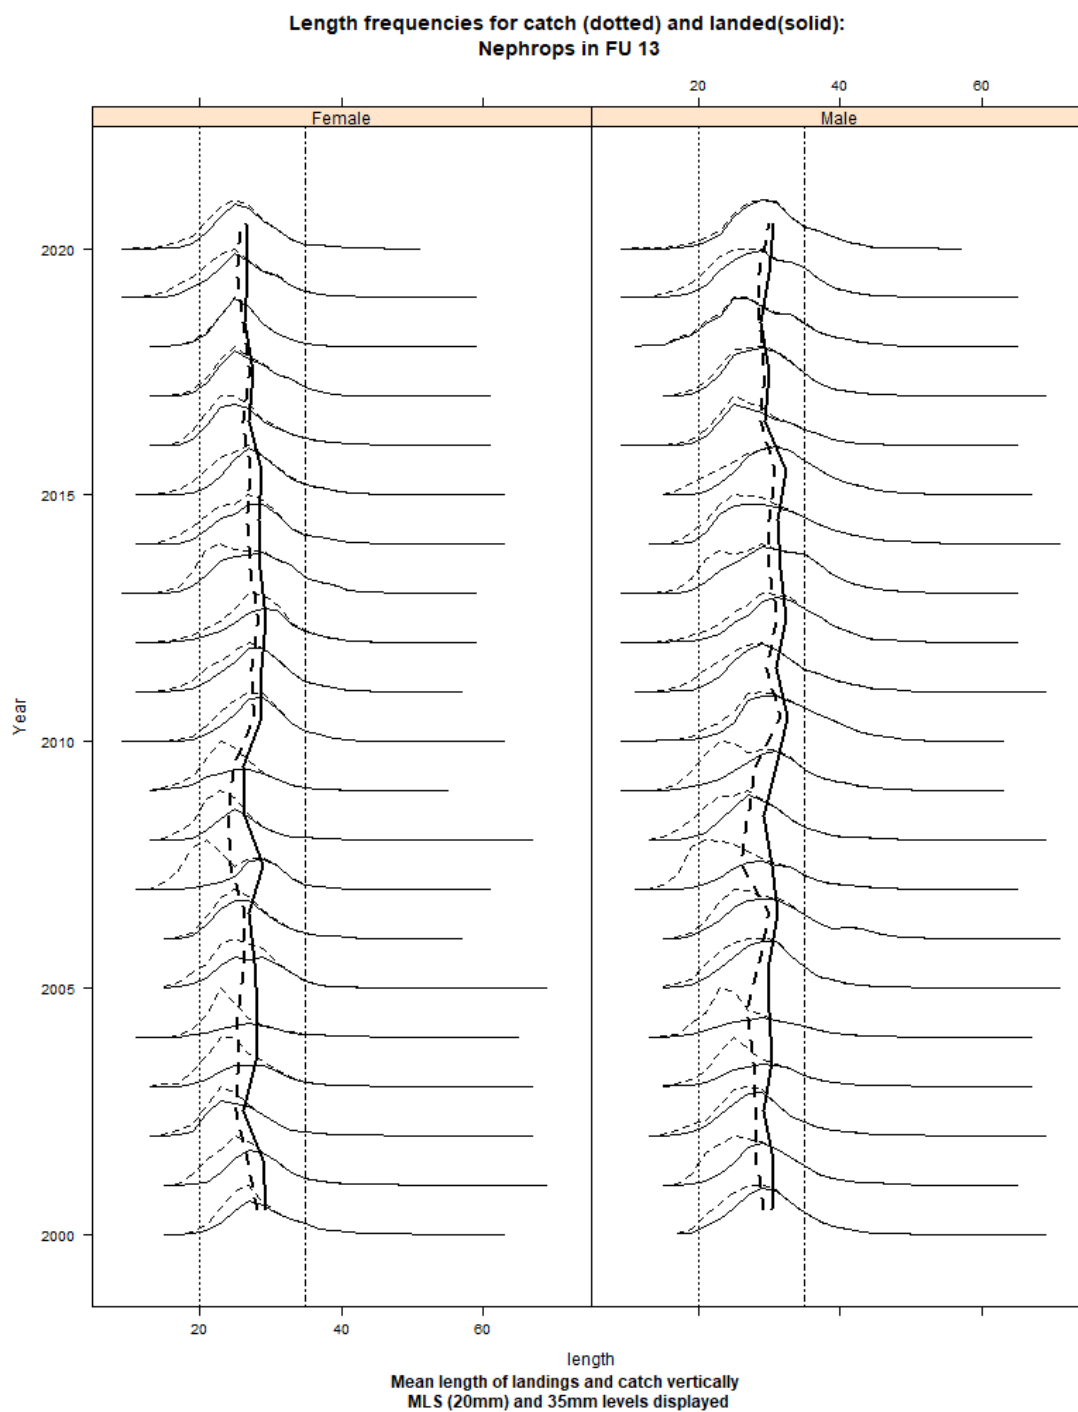 Length frequencies for catch (dotted) and landed(solid):
Nephrops in FU 13
20 40 60
Female Male
2020
2015
2010
2005
2000
Year
20 40 60
length
Mean length of landings and catch vertically
MLS (20mm) and 35mm levels displayed